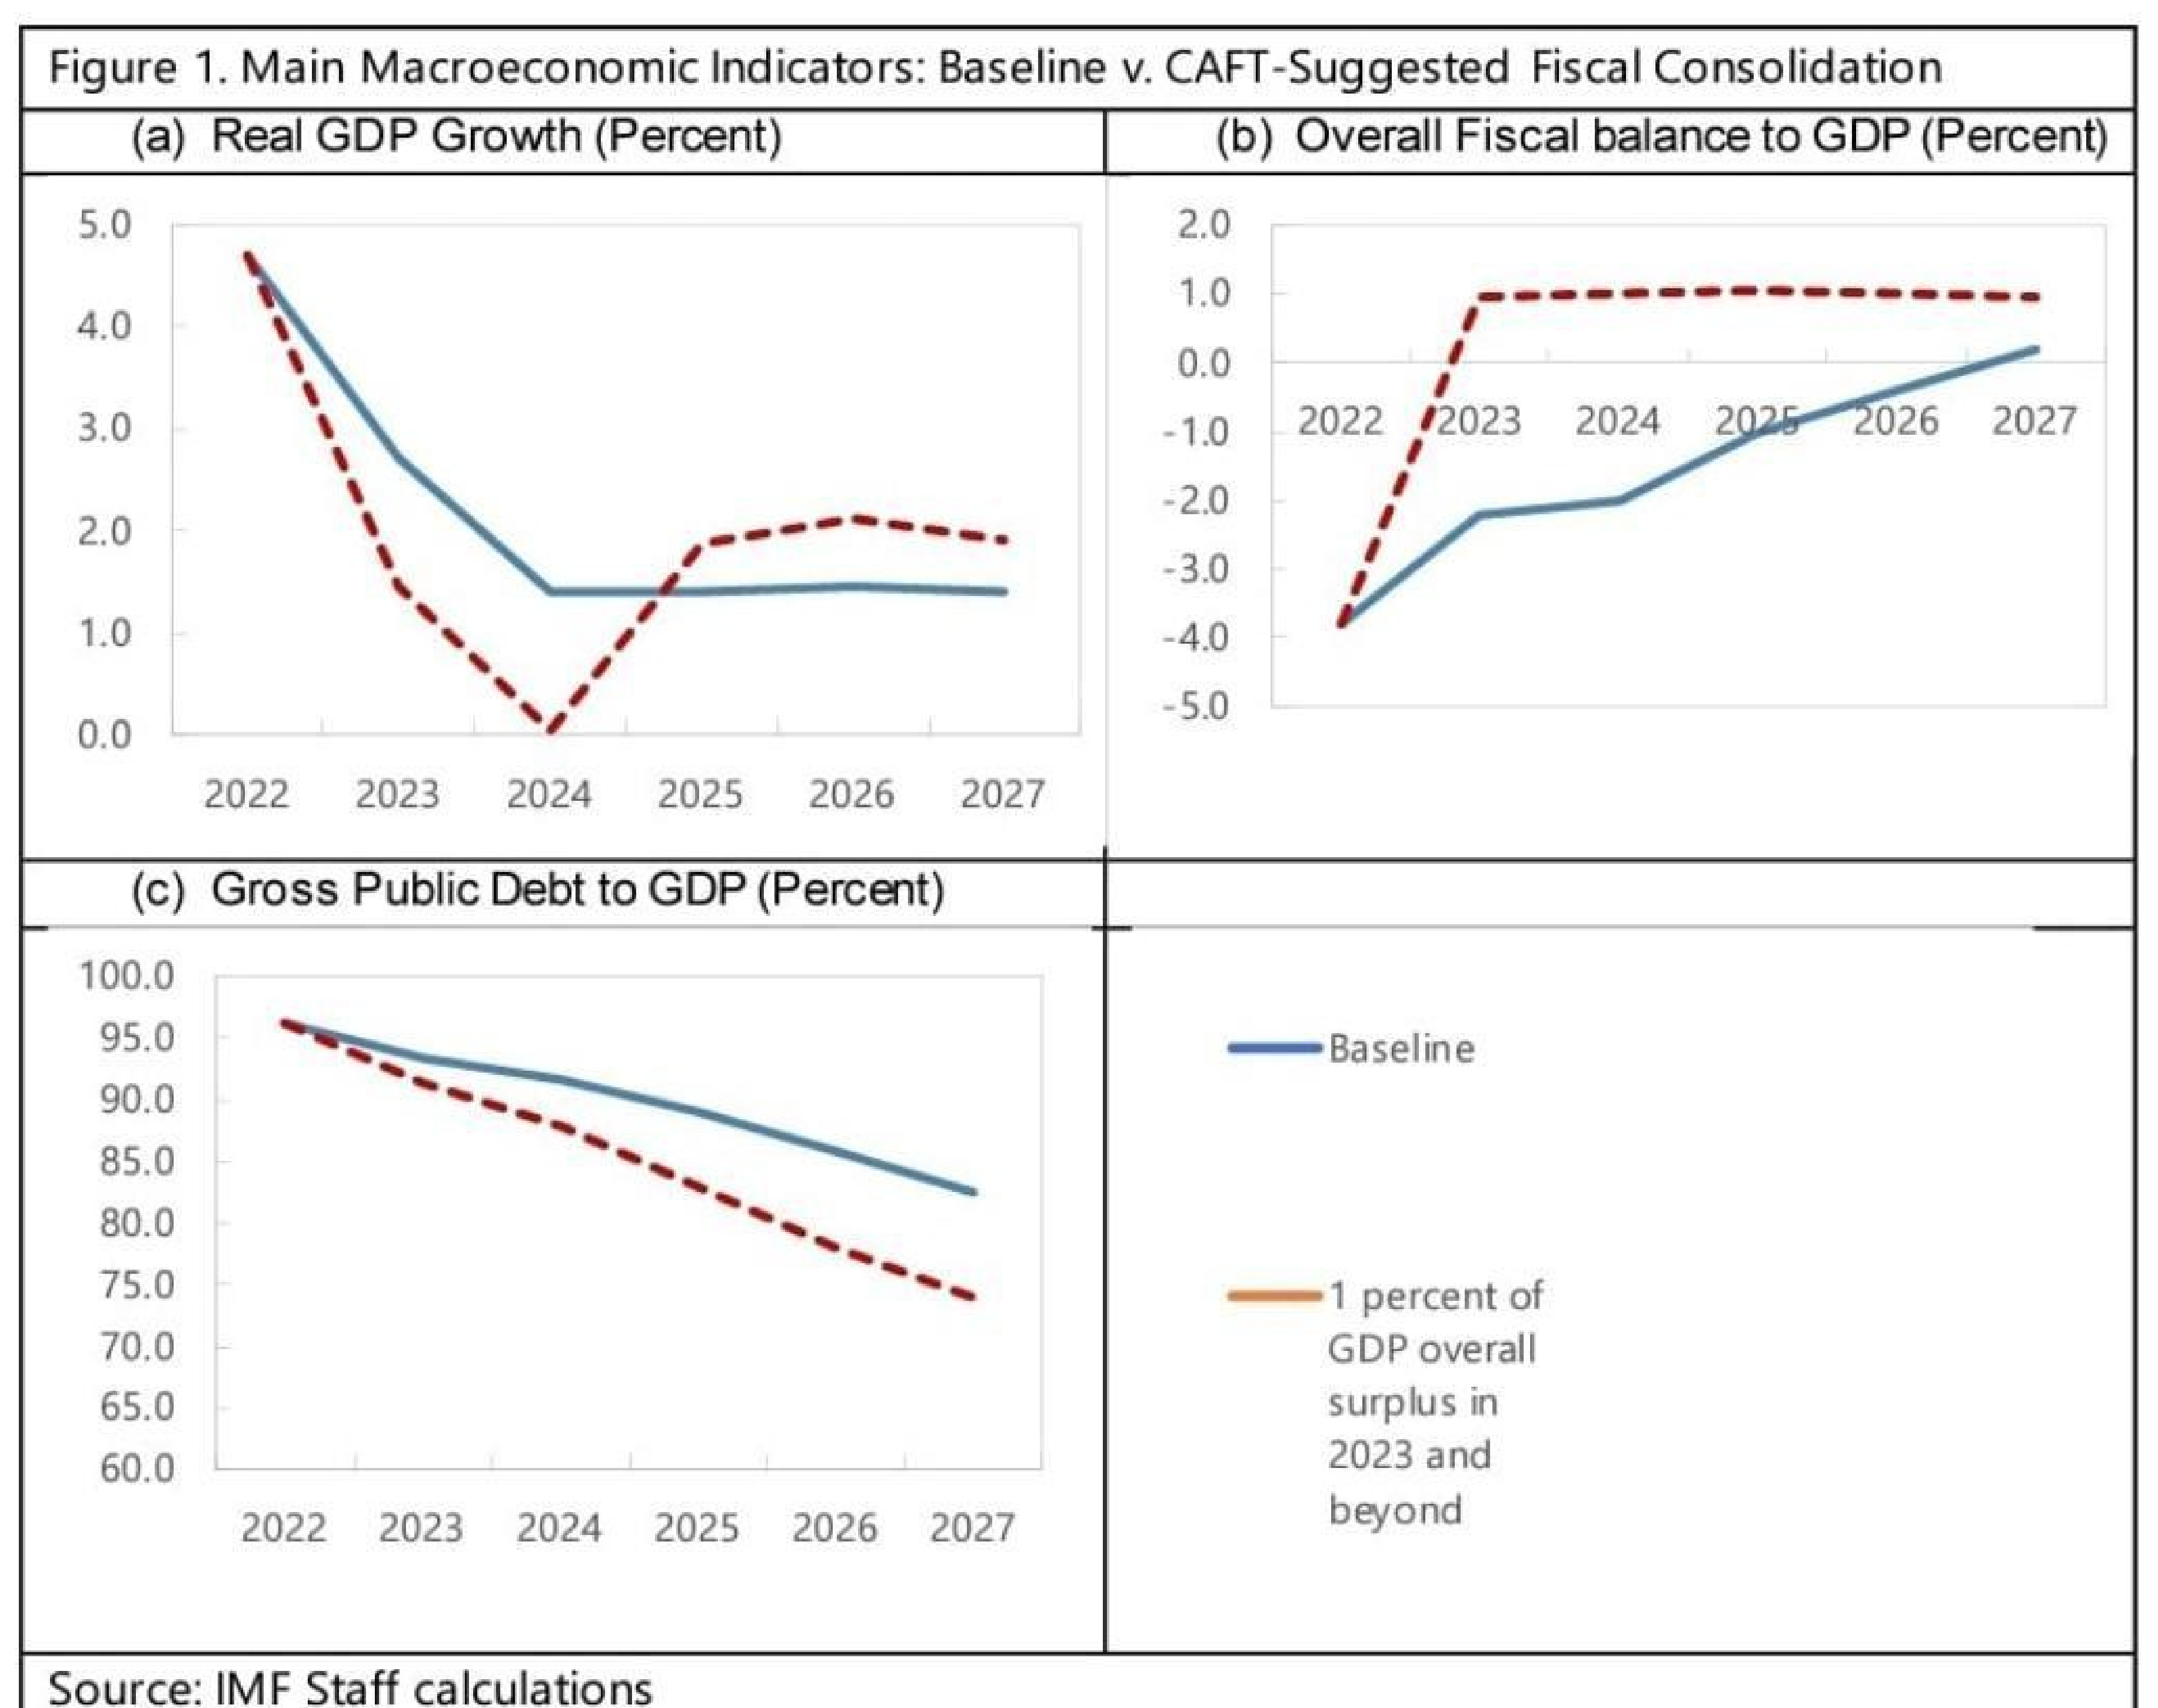 Figure 1. Main Macroeconomic Indicators: Baseline v. CAFT-Suggested Fiscal Consolidation
(a) Real GDP Growth (Percent)
(b) Overall Fiscal balance to GDP (Percent)
5.0
4.0
3.0
2.0
1.0
0.0
2022 2023 2024 2025 2026 2027
2.0
1.0
0.0
-1.0
-2.0
-3.0
-4.0
-5.0
2022 2023 2024 2025 2026 2027
(c) Gross Public Debt to GDP (Percent)
100.0
95.0
90.0
85.0
80.0
75.0
70.0
65.0
60.0
2022 2023 2024 2025 2026 2027
Baseline
1 percent of
GDP overall
surplus in
2023 and
beyond
Source: IMF Staff calculations